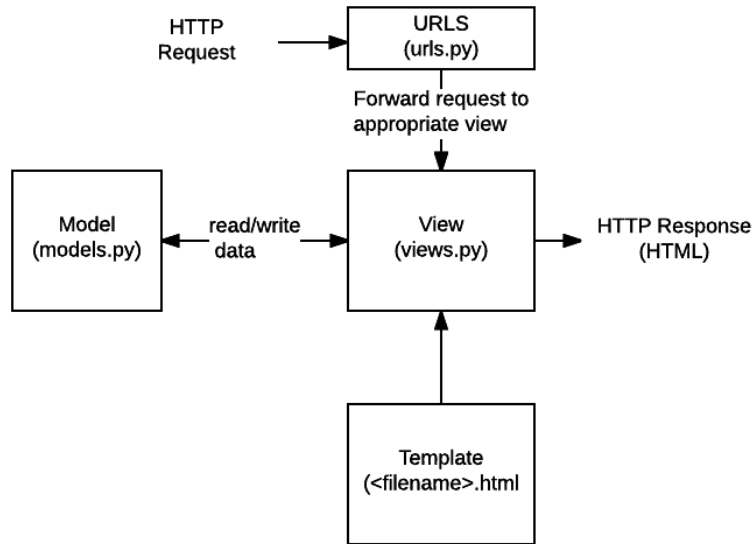 HTTP
Request
URLS
(urls.py)
Forward request to
appropriate view
Model
(models.py)
read/write
data
View
(views.py)
HTTP Response
(HTML)
Template
(<filename>.html